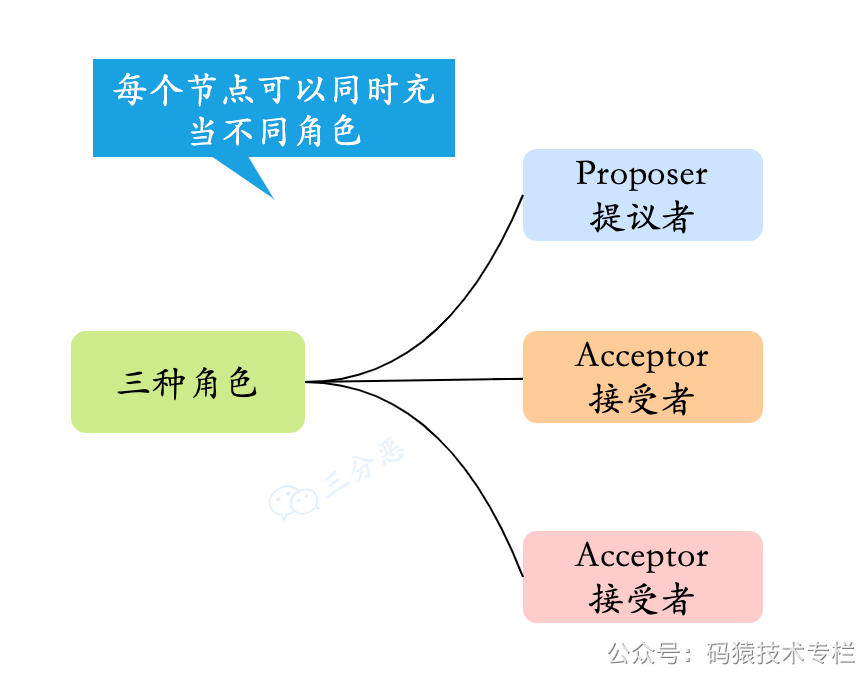 每个节点可以同时充
当不同角色
Proposer
提议者
三种角色
Acceptor
接受者
三分恶
Acceptor
接受者
公众号：码猿技术专栏